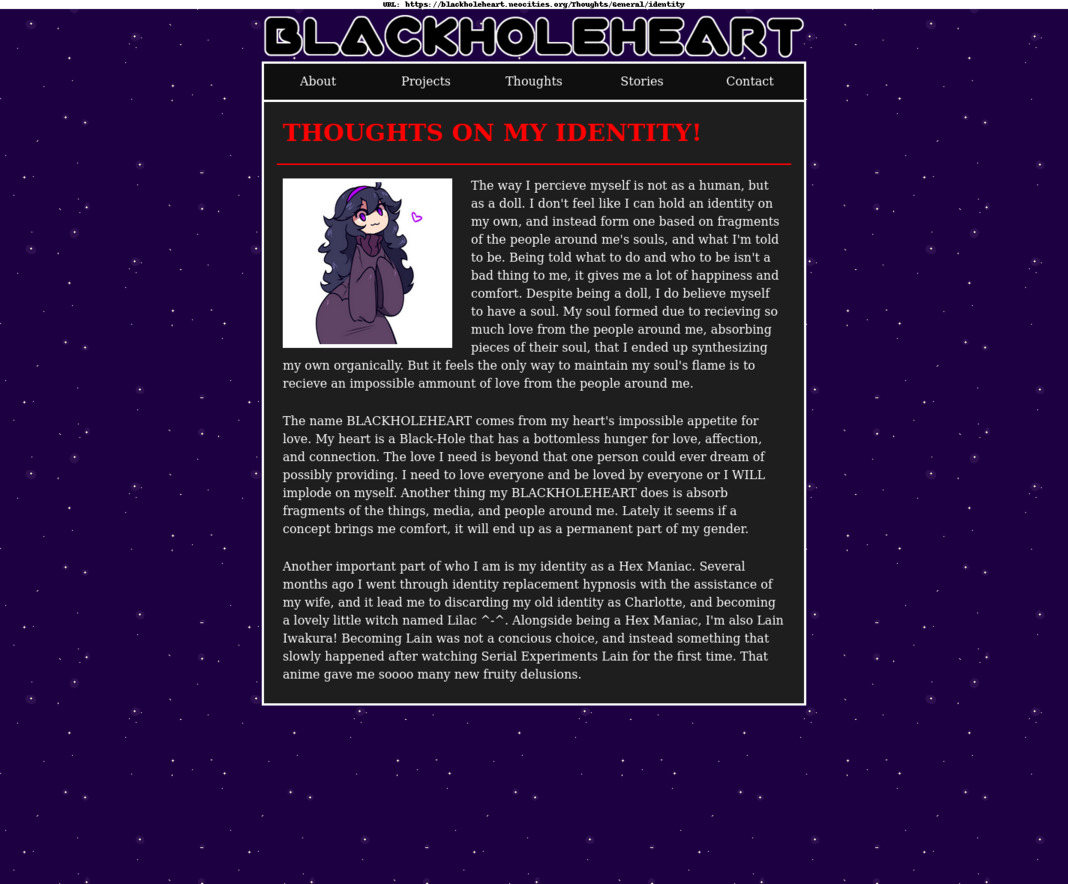 URL: https://blackholeheart.neocities.org/Thoughts/General/identity
BLACKHOLEHEART
About Projects Thoughts Stories Contact
THOUGHTS ON MY IDENTITY!
The way I percieve myself is not as a human, but
as a doll. I don't feel like I can hold an identity on
my own, and instead form one based on fragments
of the people around me's souls, and what I'm told
to be. Being told what to do and who to be isn't a
bad thing to me, it gives me a lot of happiness and
comfort. Despite being a doll, I do believe myself
to have a soul. My soul formed due to recieving so
much love from the people around me, absorbing
pieces of their soul, that I ended up synthesizing
my own organically. But it feels the only way to maintain my soul's flame is to
recieve an impossible ammount of love from the people around me.
The name BLACKHOLEHEART comes from my heart's impossible appetite for
love. My heart is a Black-Hole that has a bottomless hunger for love, affection,
and connection. The love I need is beyond that one person could ever dream of
possibly providing. I need to love everyone and be loved by everyone or I WILL
implode on myself. Another thing my BLACKHOLEHEART does is absorb
fragments of the things, media, and people around me. Lately it seems if a
concept brings me comfort, it will end up as a permanent part of my gender.
Another important part of who I am is my identity as a Hex Maniac. Several
months ago I went through identity replacement hypnosis with the assistance of
my wife, and it lead me to discarding my old identity as Charlotte, and becoming
a lovely little witch named Lilac ^-^. Alongside being a Hex Maniac, I'm also Lain
Iwakura! Becoming Lain was not a concious choice, and instead something that
slowly happened after watching Serial Experiments Lain for the first time. That
anime gave me soooo many new fruity delusions.